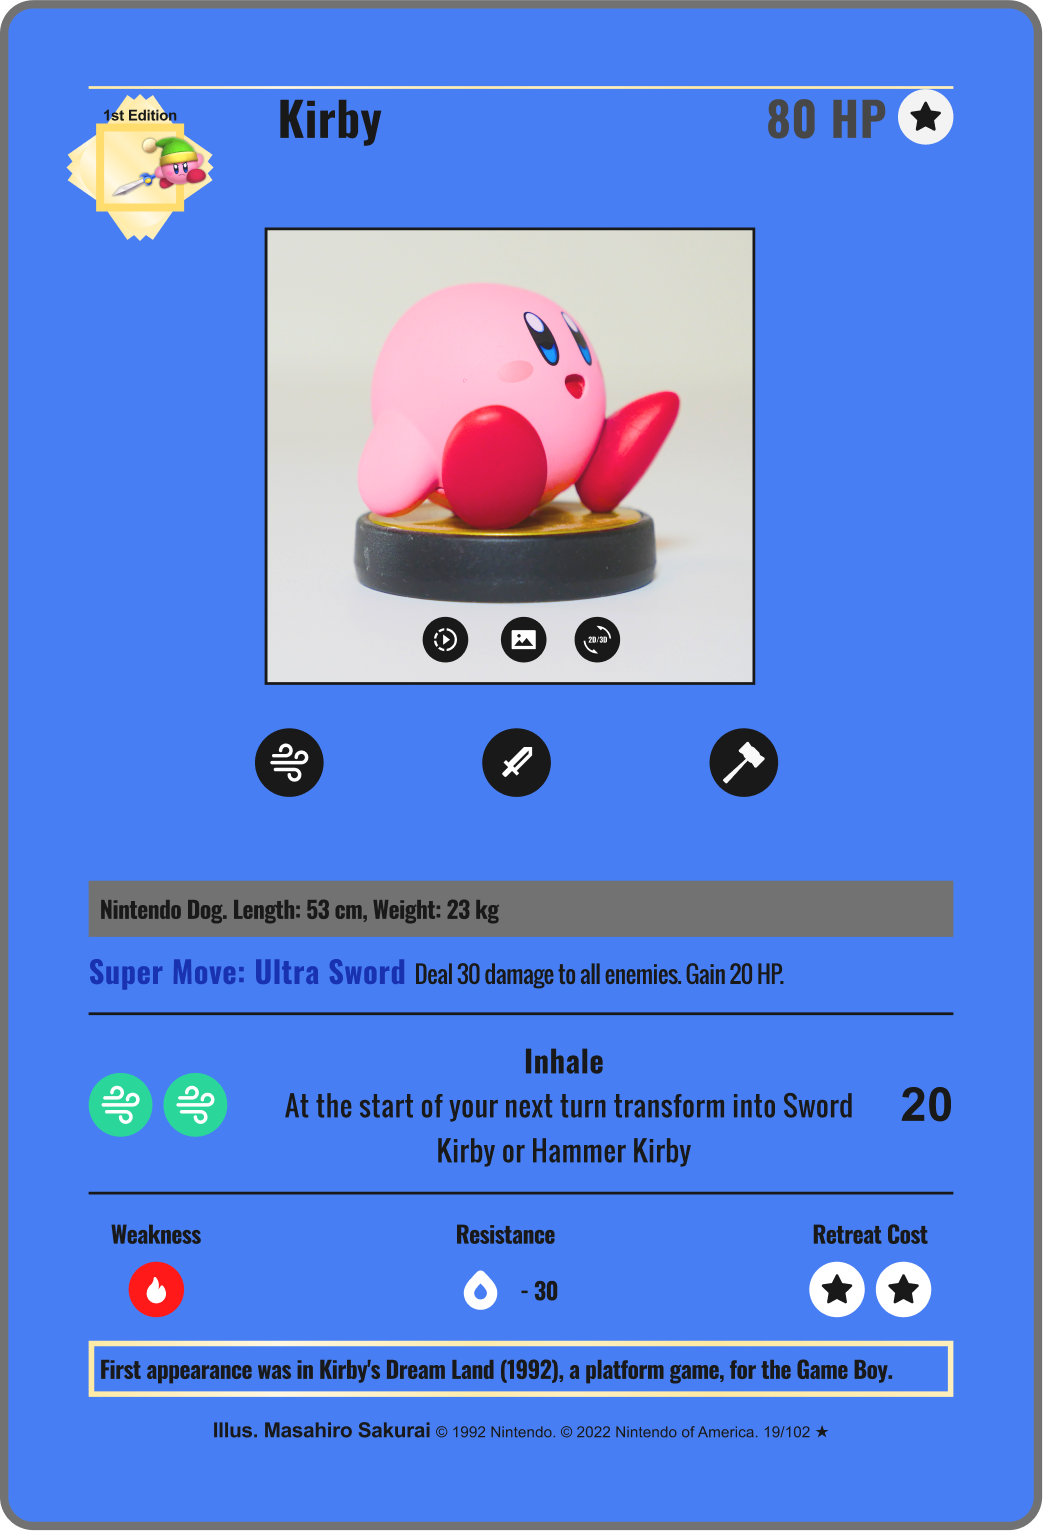 1st Edition
Kirby
80 HP
2D/3D
Nintendo Dog. Length: 53 cm, Weight: 23 kg
Super Move: Ultra Sword Deal 30 damage to all enemies. Gain 20 HP.
Inhale
At the start of your next turn transform into Sword
Kirby or Hammer Kirby
20
Weakness
Resistance
Retreat Cost
- 30
First appearance was in Kirby's Dream Land (1992), a platform game, for the Game Boy.
Illus. Masahiro Sakurai © 1992 Nintendo. © 2022 Nintendo of America. 19/102 ★